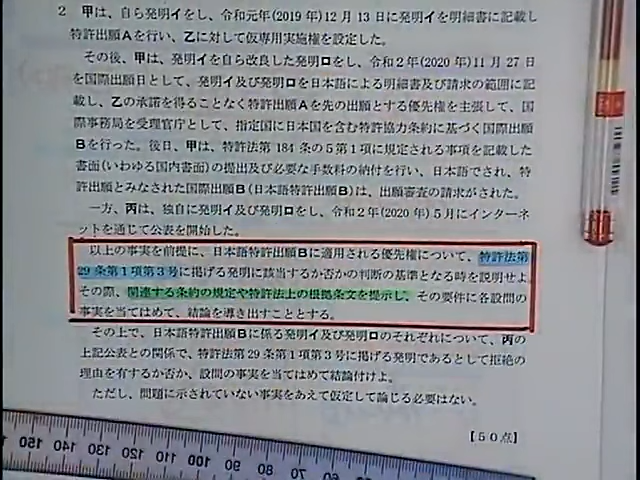 2 甲は、自ら発明イをし、令和元年(2019年)12月13日に発明イを明細書に記載し
特許出願Aを行い、乙に対して仮専用実施権を設定した。
その後、甲は、発明イを自ら改良した発明ロをし、令和2年(2020年)11月27日
を国際出願日として、発明イ及び発明ロを日本語による明細書及び請求の範囲に記
載し、乙の承諾を得ることなく特許出願Aを先の出願とする優先権を主張して、国
際事務局を受理官庁として、指定国に日本国を含む特許協力条約に基づく国際出願
Bを行った。後日、甲は、特許法第184条の5第1項に規定される事項を記載した
書面(いわゆる国内書面)の提出及び必要な手数料の納付を行い、日本語でされ、特
許出願とみなされた国際出願B(日本語特許出願B)は、出願審査の請求がされた。
一方、丙は、独自に発明イ及び発明ロをし、令和2年(2020年)5月にインターネ
ットを通じて公表を開始した。
以上の事実を前提に、日本語特許出願Bに適用される優先権について、特許法第
29条第1項第3号に掲げる発明に該当するか否かの判断の基準となる時を説明せよ。
その際、関連する条約の規定や特許法上の根拠条文を提示し、その要件に各設問の
事実を当てはめて、結論を導き出すこととする。
その上で、日本語特許出願Bに係る発明イ及び発明ロのそれぞれについて、丙の
上記公表との関係で、特許法第29条第1項第3号に掲げる発明であるとして拒絶の
理由を有するか否か、設問の事実を当てはめて結論付けよ。
ただし、問題に示されていない事実をあえて仮定して論じる必要はない。
【50点】
150 140 130 120 110 100 90 80 70 60 50